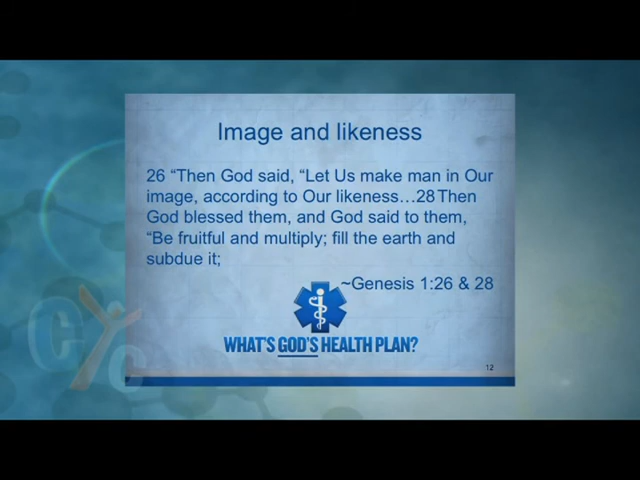 Image and likeness
26 “Then God said, “Let Us make man in Our
image, according to Our likeness…28 Then
God blessed them, and God said to them,
“Be fruitful and multiply; fill the earth and
subdue it;
~Genesis 1:26 & 28
WHAT'S GOD'S HEALTH PLAN?
12
CYC